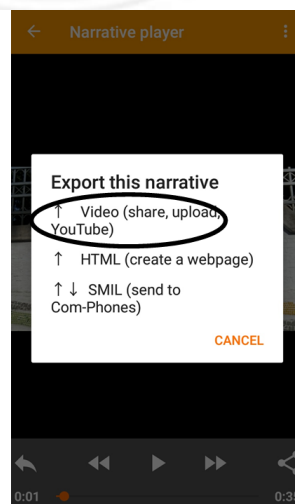 Narrative player
Export this narrative
↑ Video (share, upload,
YouTube)
↑ HTML (create a webpage)
↑↓ SMIL (send to
Com-Phones)
CANCEL
0:01